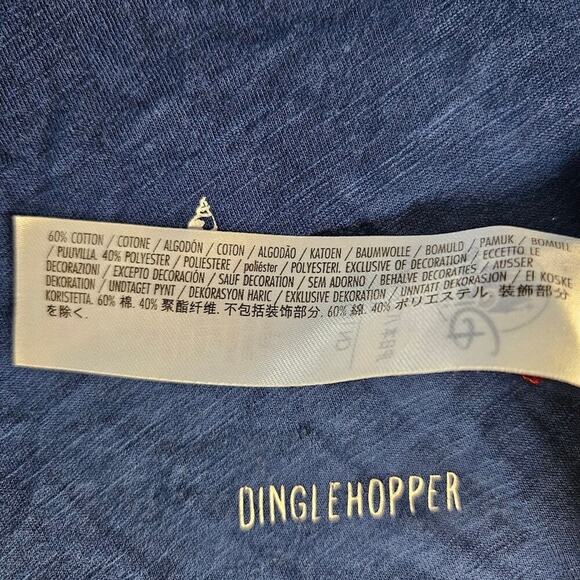 60% COTTON / COTONE / ALGODÓN / COTON / ALGODÃO / KATOEN / BAUMWOLLE / BOMULD / PAMUK / BOMULL
/ PUUVILLA. 40% POLYESTER / POLIESTERE / poliéster / POLYESTERI. EXCLUSIVE OF DECORATION / ECCETTO LE
DECORAZIONI / EXCEPTO DECORACIÓN / SAUF DECORATION / SEM ADORNO / BEHALVE DECORATIES / AUSSER
DEKORATION / UNDTAGET PYNT / DEKORASYON HARIC / EXKLUSIVE DEKORATION / UNNTATT DEKORASJON / EI KOSKE
KORISTETTA. 60% 棉. 40% 聚酯纤维. 不包括装饰部分. 60% 綿. 40% ポリエステル. 装飾部分
を除く.
DINGLEHOPPER